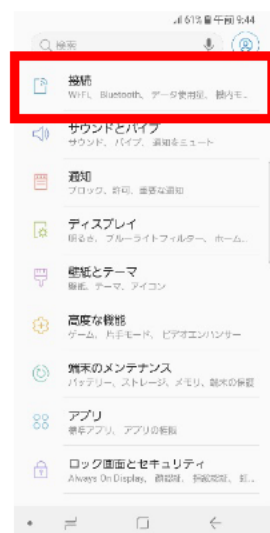 61% 午前 9:44
検索
接続
Wi-Fi、Bluetooth、データ使用量、機内モ...
サウンドとバイブ
サウンド、バイブ、通知をミュート
通知
ブロック、許可、重要な通知
ディスプレイ
明るさ、ブルーライトフィルター、ホーム...
壁紙とテーマ
壁紙、テーマ、アイコン
高度な機能
ゲーム、片手モード、ビデオエンハンサー
端末のメンテナンス
バッテリー、ストレージ、メモリ、端末の保護
アプリ
標準アプリ、アプリの権限
ロック画面とセキュリティ
Always On Display、顔認証、指紋認証、虹...